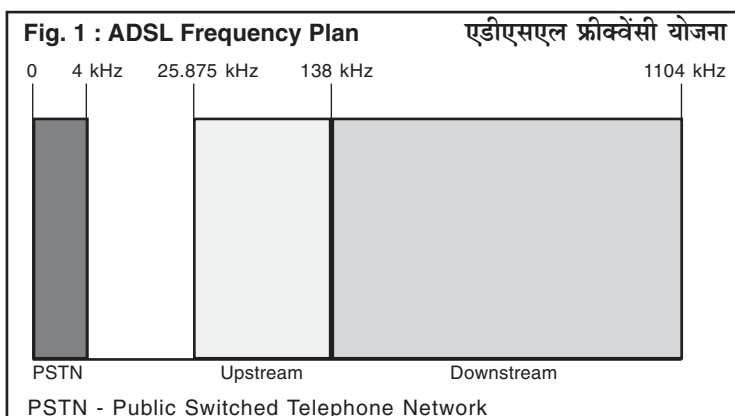 Fig. 1 : ADSL Frequency Plan एडीएसएल फ्रीक्वेंसी योजना
0 4 kHz 25.875 kHz 138 kHz 1104 kHz
PSTN Upstream Downstream
PSTN - Public Switched Telephone Network